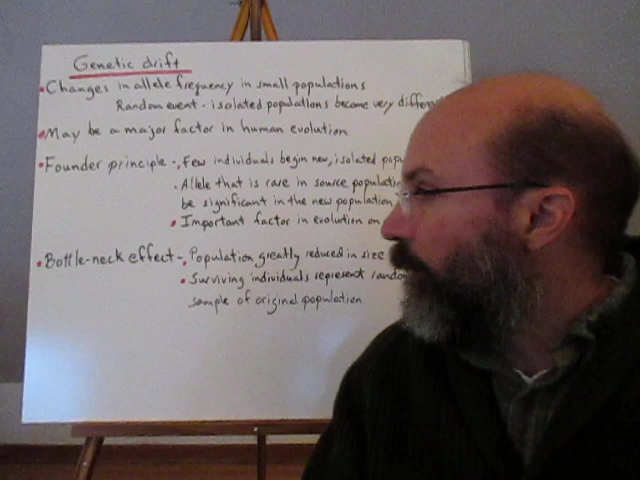 Genetic drift
Changes in allele frequency in small populations
Random event - isolated populations become very
May be a major factor in human evolution
Founder principle - Few individuals begin new, isolated
Allele that is rare in source
be significant in the new population
Important factor in evolution on
Bottle-neck effect - Population greatly reduced in size
Surviving individuals represent
sample of original population